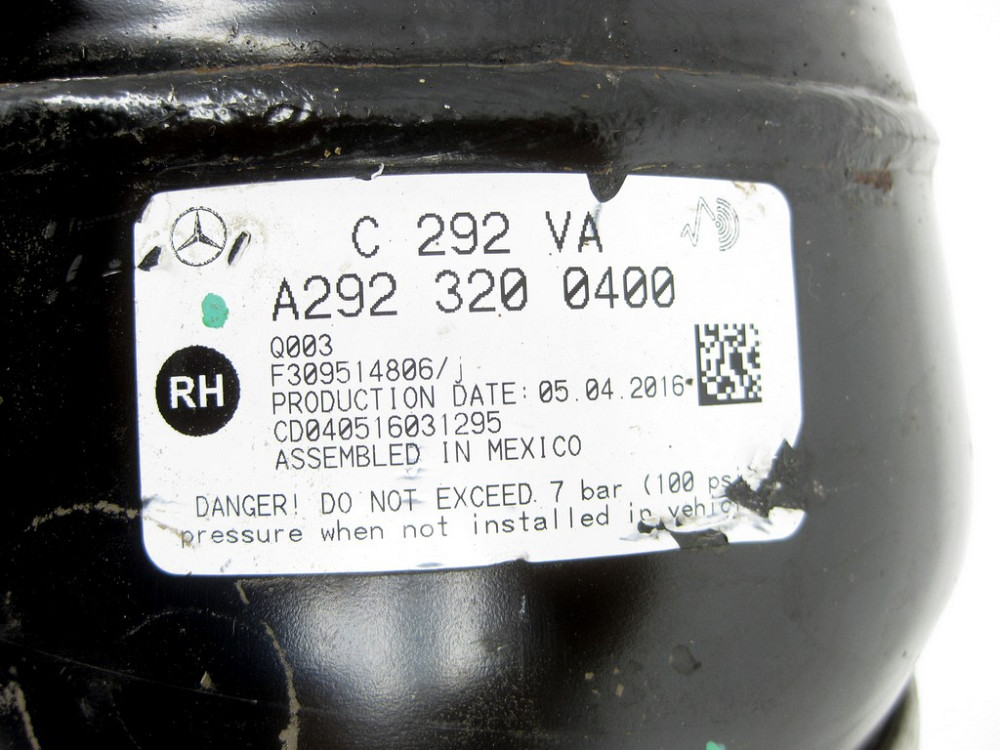 C 292 VA
A292 320 0400
Q003
F309514806/j
RH
PRODUCTION DATE: 05.04.2016
CD040516031295
ASSEMBLED IN MEXICO
DANGER! DO NOT EXCEED 7 bar (100 psi
pressure when not installed in